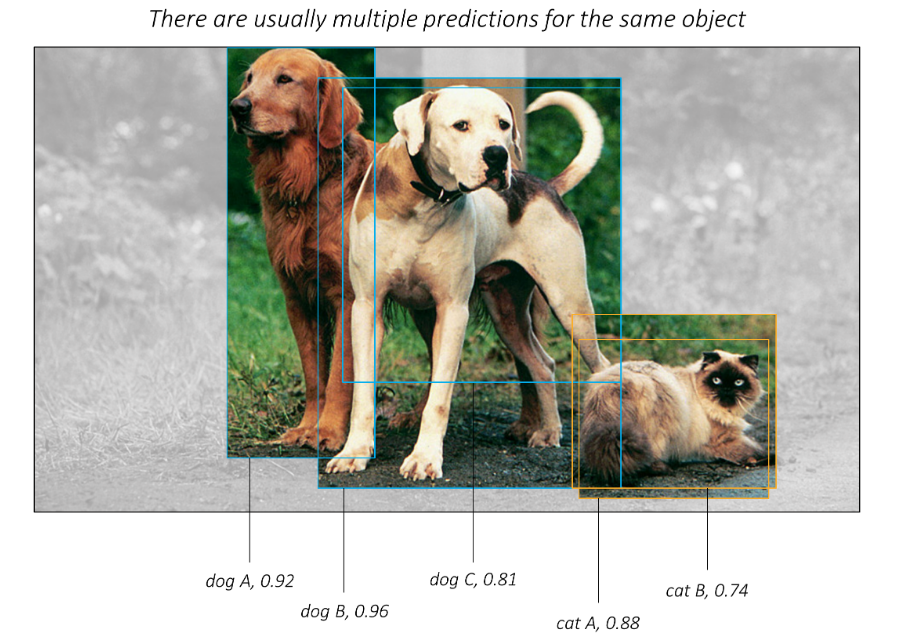 There are usually multiple predictions for the same object
dog A, 0.92
dog B, 0.96
dog C, 0.81
cat A, 0.88
cat B, 0.74